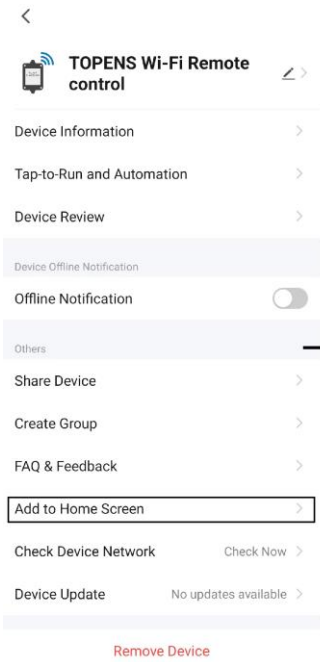 TOPENS Wi-Fi Remote
control
Device Information
Tap-to-Run and Automation
Device Review
Device Offline Notification
Offline Notification
Others
Share Device
Create Group
FAQ & Feedback
Add to Home Screen
Check Device Network Check Now
Device Update No updates available
Remove Device